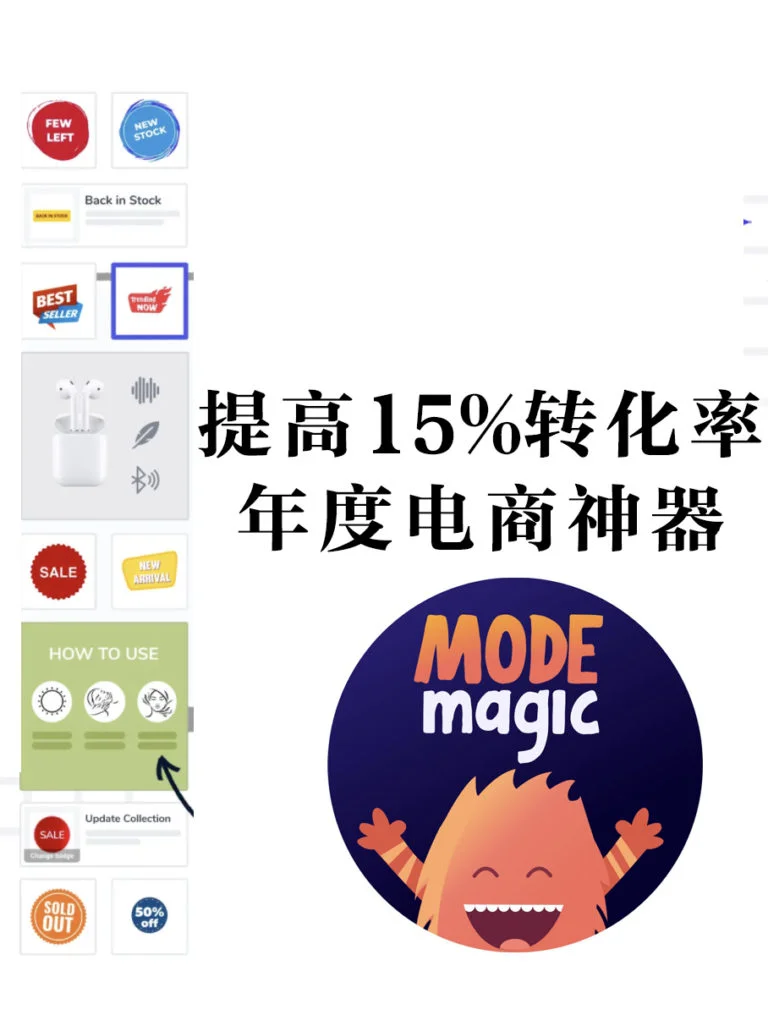 FEW
LEFT
NEW
STOCK
BACK IN STOCK
Back in Stock
BEST
SELLER
Trending
NOW
提高15%转化率
年度电商神器
SALE
NEW
ARRIVAL
HOW TO USE
MODE
magic
SALE
Change badge
Update Collection
SOLD
OUT
50%
off